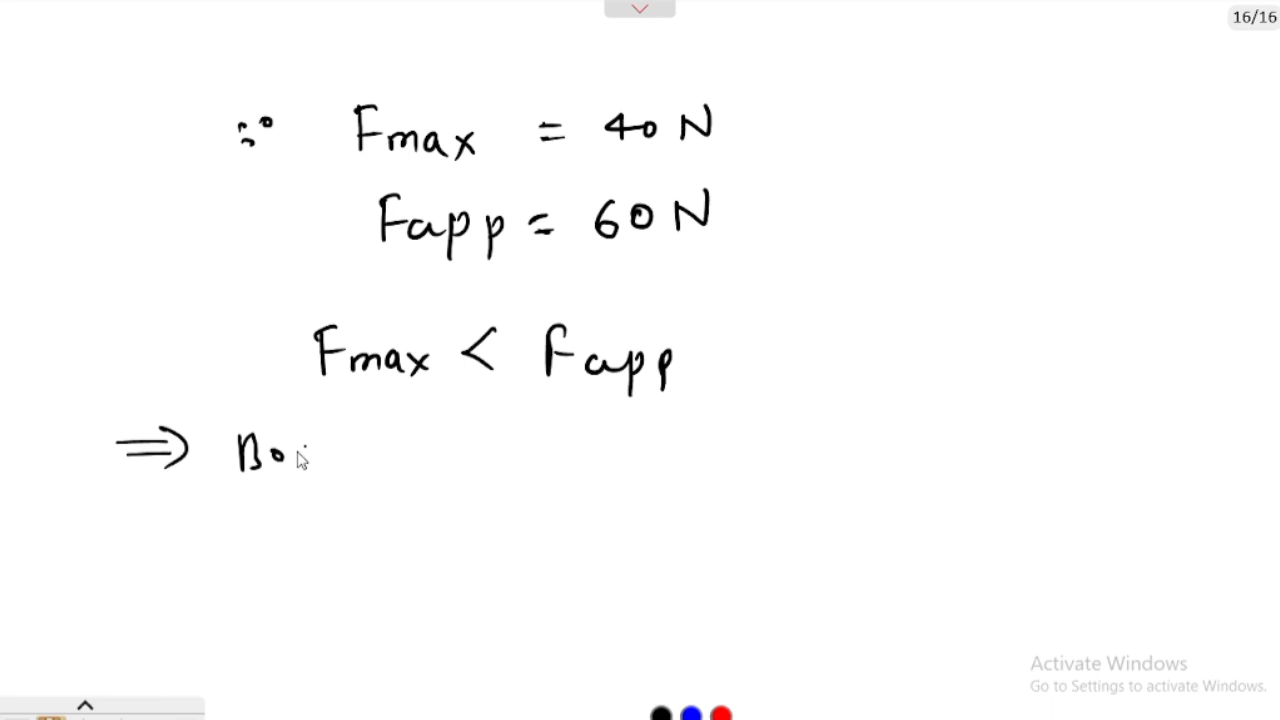 16/16
∵ Fmax = 40 N
Fapp = 60 N
Fmax < Fapp
⇒ Bo
Activate Windows
Go to Settings to activate Windows.